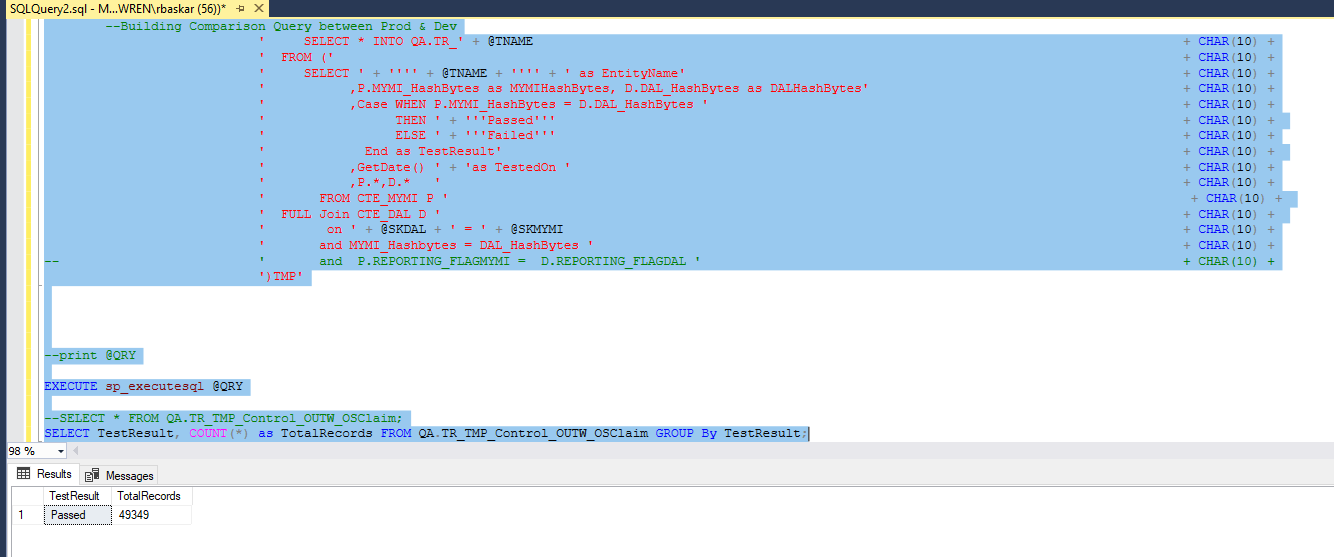 SQLQuery2.sql - M...WREN\rbaskar (56))*
--Building Comparison Query between Prod & Dev
'     SELECT * INTO QA.TR_' + @TNAME + CHAR(10) +
'  FROM (' + CHAR(10) +
'     SELECT ' + '''' + @TNAME + '''' + ' as EntityName' + CHAR(10) +
'           ,P.MYMI_HashBytes as MYMIHashBytes, D.DAL_HashBytes as DALHashBytes' + CHAR(10) +
'           ,Case WHEN P.MYMI_HashBytes = D.DAL_HashBytes ' + CHAR(10) +
'                 THEN ' + '''Passed''' + CHAR(10) +
'                 ELSE ' + '''Failed''' + CHAR(10) +
'             End as TestResult' + CHAR(10) +
'           ,GetDate() ' + 'as TestedOn ' + CHAR(10) +
'           ,P.*,D.*   ' + CHAR(10) +
'       FROM CTE_MYMI P ' + CHAR(10) +
'  FULL Join CTE_DAL D ' + CHAR(10) +
'        on ' + @SKDAL + ' = ' + @SKMYMI + CHAR(10) +
'       and MYMI_Hashbytes = DAL_HashBytes ' + CHAR(10) +
--                         '       and  P.REPORTING_FLAGMYMI =  D.REPORTING_FLAGDAL ' + CHAR(10) +
')TMP'
--print @QRY
EXECUTE sp_executesql @QRY
--SELECT * FROM QA.TR_TMP_Control_OUTW_OSClaim;
SELECT TestResult, COUNT(*) as TotalRecords FROM QA.TR_TMP_Control_OUTW_OSClaim GROUP By TestResult;
98 %
Results Messages
TestResult TotalRecords
1 Passed 49349